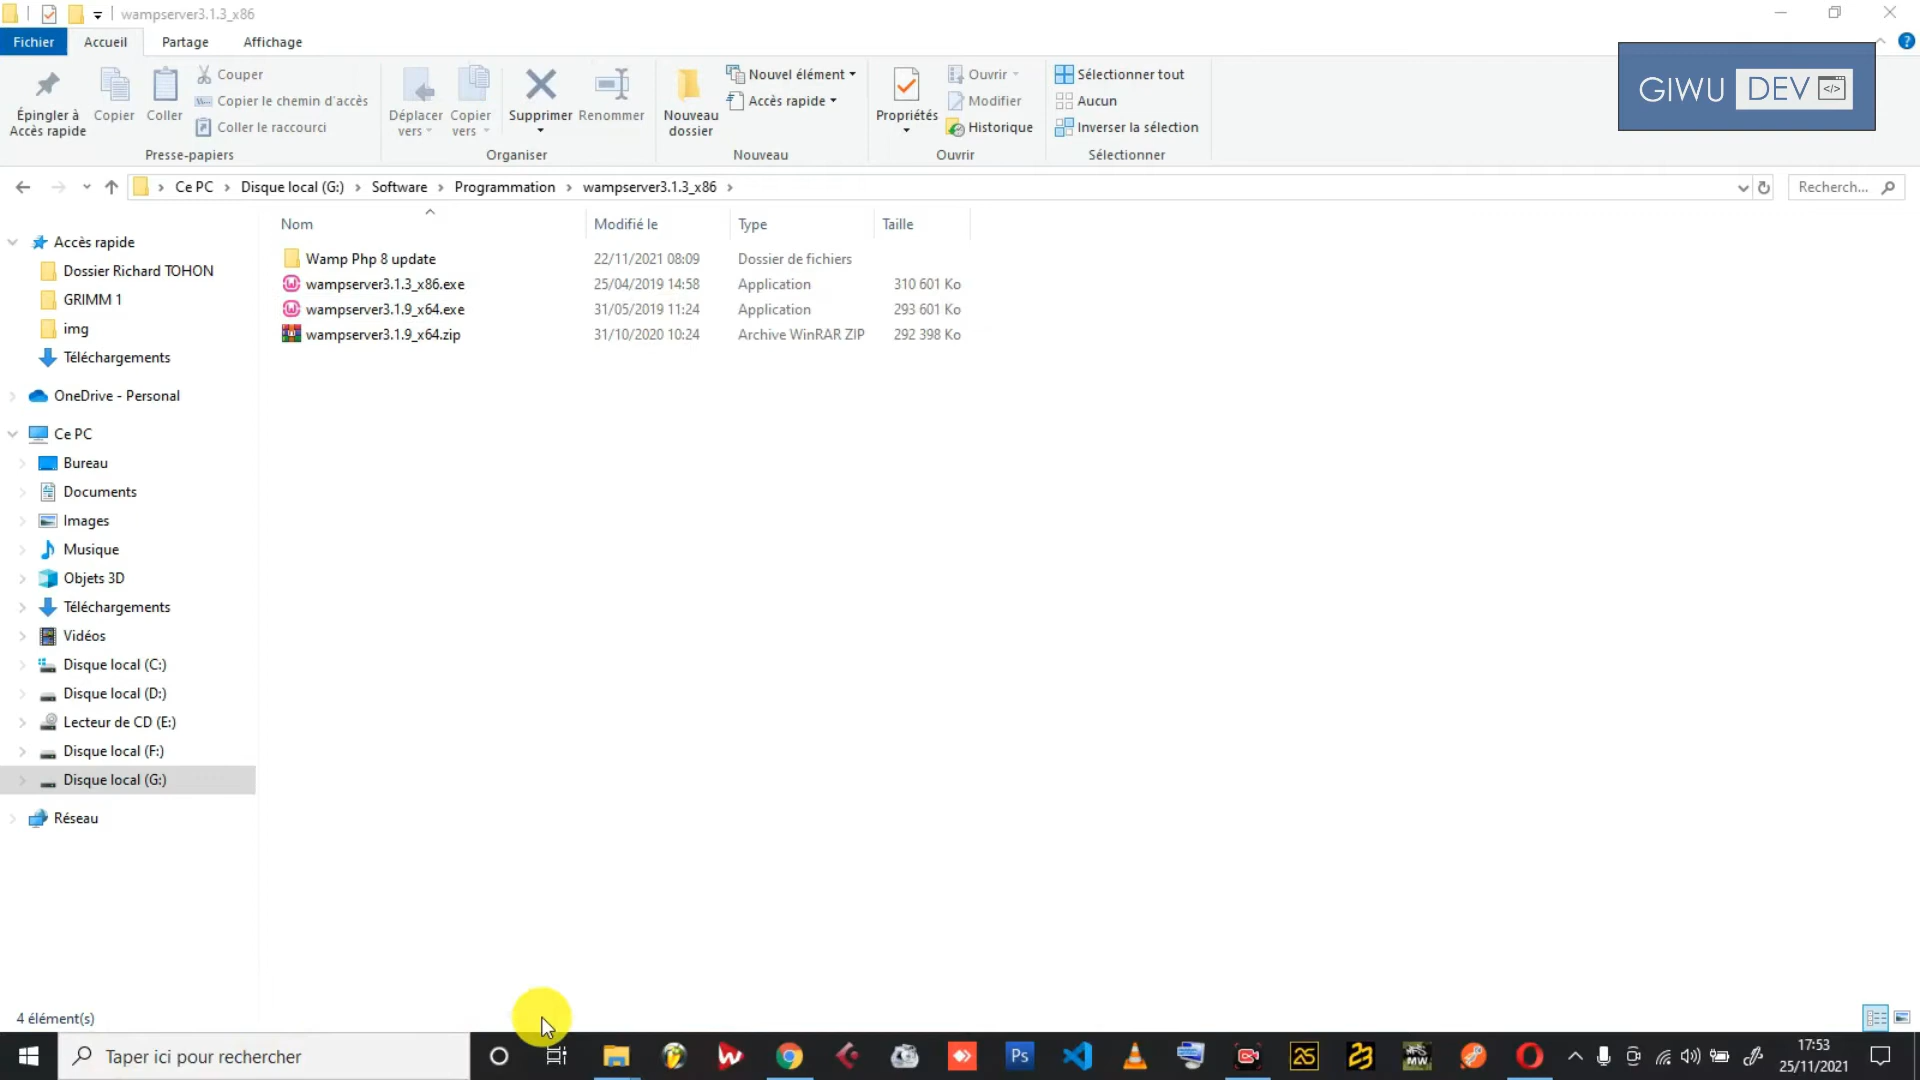 wampserver3.1.3_x86
Fichier Accueil Partage Affichage
GIWU DEV </>
Épingler à Accès rapide
Copier
Coller
Couper
Copier le chemin d'accès
Coller le raccourci
Presse-papiers
Déplacer vers
Copier vers
Supprimer
Renommer
Organiser
Nouveau dossier
Nouvel élément
Accès rapide
Nouveau
Propriétés
Ouvrir
Modifier
Historique
Ouvrir
Sélectionner tout
Aucun
Inverser la sélection
Sélectionner
Ce PC > Disque local (G:) > Software > Programmation > wampserver3.1.3_x86 >
Recherch...
Nom Modifié le Type Taille
Wamp Php 8 update 22/11/2021 08:09 Dossier de fichiers
wampserver3.1.3_x86.exe 25/04/2019 14:58 Application 310 601 Ko
wampserver3.1.9_x64.exe 31/05/2019 11:24 Application 293 601 Ko
wampserver3.1.9_x64.zip 31/10/2020 10:24 Archive WinRAR ZIP 292 398 Ko
Accès rapide
Dossier Richard TOHON
GRIMM 1
img
Téléchargements
OneDrive - Personal
Ce PC
Bureau
Documents
Images
Musique
Objets 3D
Téléchargements
Vidéos
Disque local (C:)
Disque local (D:)
Lecteur de CD (E:)
Disque local (F:)
Disque local (G:)
Réseau
4 élément(s)
Taper ici pour rechercher
Ps
MW
17:53
25/11/2021